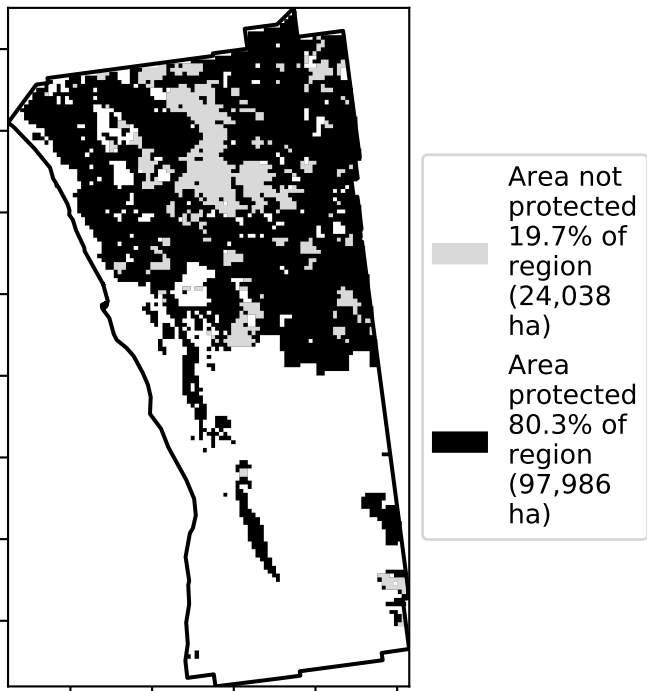 Area not
protected
19.7% of
region
(24,038
ha)
Area
protected
80.3% of
region
(97,986
ha)